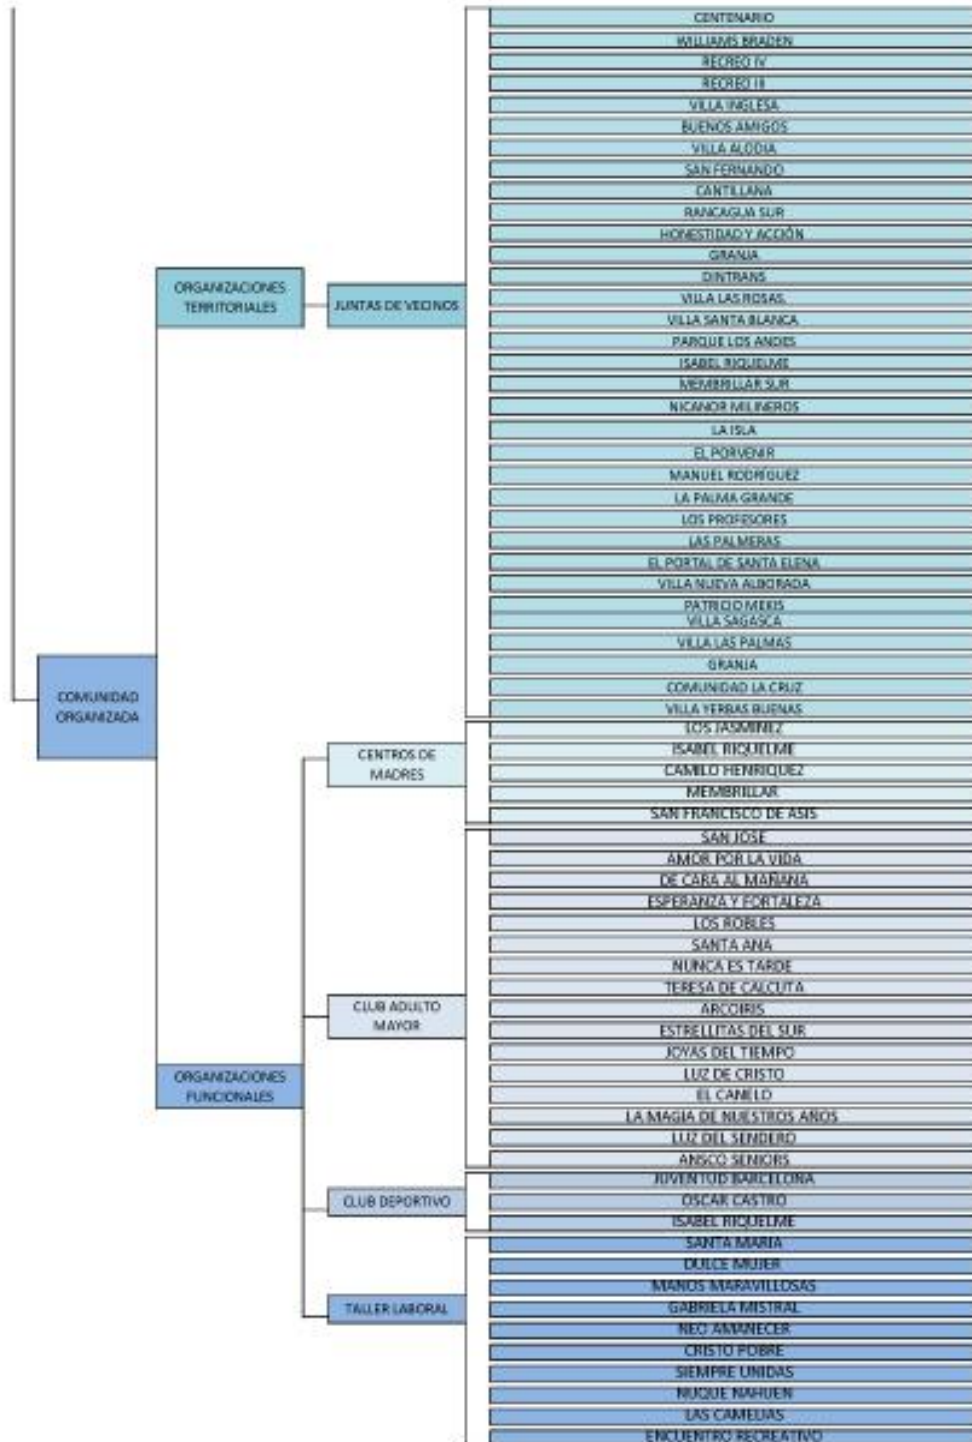 CENTENARIO
WILLIAMS BRADEN
RECREO IV
RECREO III
VILLA INGLESA
BUENOS AMIGOS
VILLA ALODIA
SAN FERNANDO
CANTILLANA
RANCAGUA SUR
HONESTIDAD Y ACCIÓN
GRANJA
DINTRANS
VILLA LAS ROSAS.
VILLA SANTA BLANCA
PARQUE LOS ANDES
ISABEL RIQUELME
MEMBRILLAR SUR
NICANOR MILINEROS
LA ISLA
EL PORVENIR
MANUEL RODRÍGUEZ
LA PALMA GRANDE
LOS PROFESORES
LAS PALMERAS
EL PORTAL DE SANTA ELENA
VILLA NUEVA ALBORADA
PATRICIO MEKIS
VILLA SAGASCA
VILLA LAS PALMAS
GRANJA
COMUNIDAD LA CRUZ
VILLA YERBAS BUENAS
ORGANIZACIONES
TERRITORIALES
JUNTAS DE VECINOS
COMUNIDAD
ORGANIZADA
CENTROS DE
MADRES
LOS JASMINEZ
ISABEL RIQUELME
CAMILO HENRIQUEZ
MEMBRILLAR
SAN FRANCISCO DE ASIS
SAN JOSE
AMOR POR LA VIDA
DE CARA AL MAÑANA
ESPERANZA Y FORTALEZA
LOS ROBLES
SANTA ANA
NUNCA ES TARDE
TERESA DE CALCUTA
ARCOIRIS
ESTRELLITAS DEL SUR
JOYAS DEL TIEMPO
LUZ DE CRISTO
EL CANELO
LA MAGIA DE NUESTROS AÑOS
LUZ DEL SENDERO
ANSCO SENIORS
CLUB ADULTO
MAYOR
ORGANIZACIONES
FUNCIONALES
CLUB DEPORTIVO
JUVENTUD BARCELONA
OSCAR CASTRO
ISABEL RIQUELME
TALLER LABORAL
SANTA MARIA
DULCE MUJER
MANOS MARAVILLOSAS
GABRIELA MISTRAL
NEO AMANECER
CRISTO POBRE
SIEMPRE UNIDAS
NUQUE NAHUEN
LAS CAMELIAS
ENCUENTRO RECREATIVO